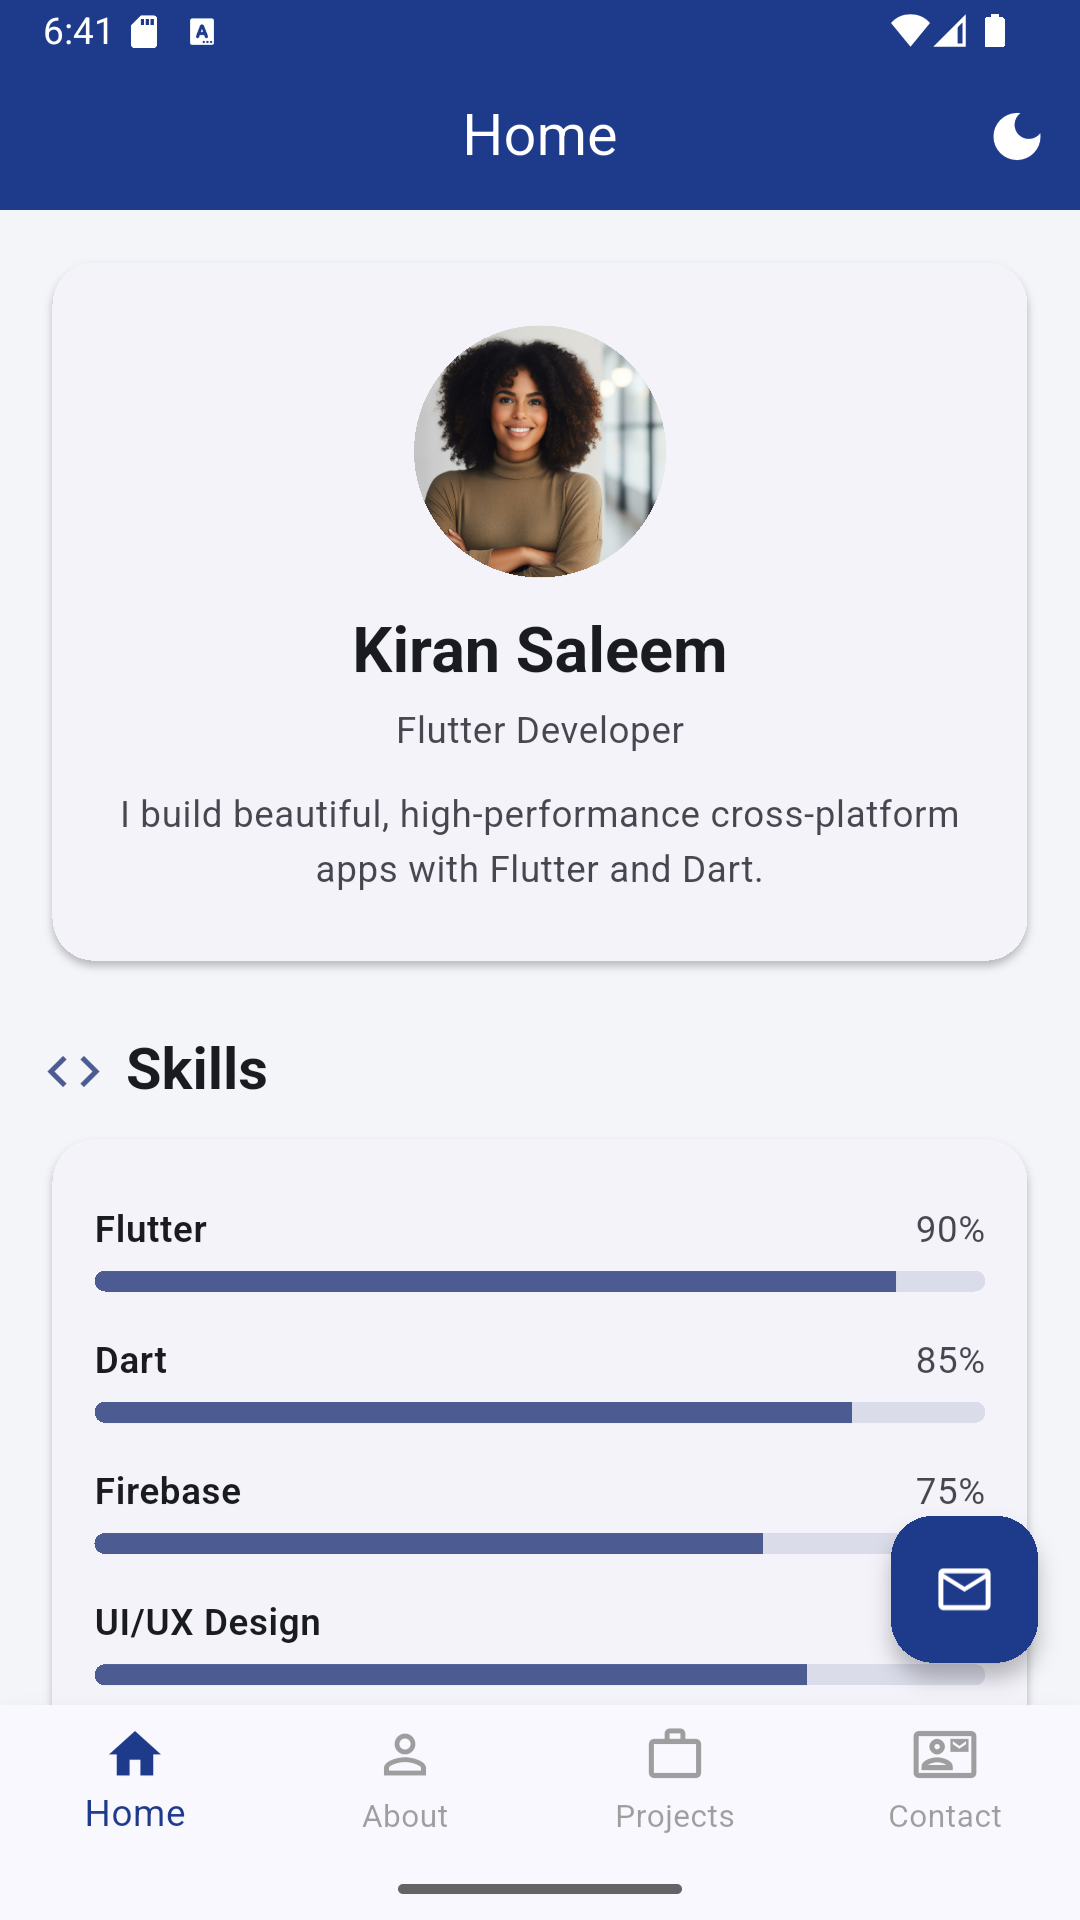 6:41
Home
Kiran Saleem
Flutter Developer
I build beautiful, high-performance cross-platform
apps with Flutter and Dart.
Skills
Flutter 90%
Dart 85%
Firebase 75%
UI/UX Design
Home About Projects Contact